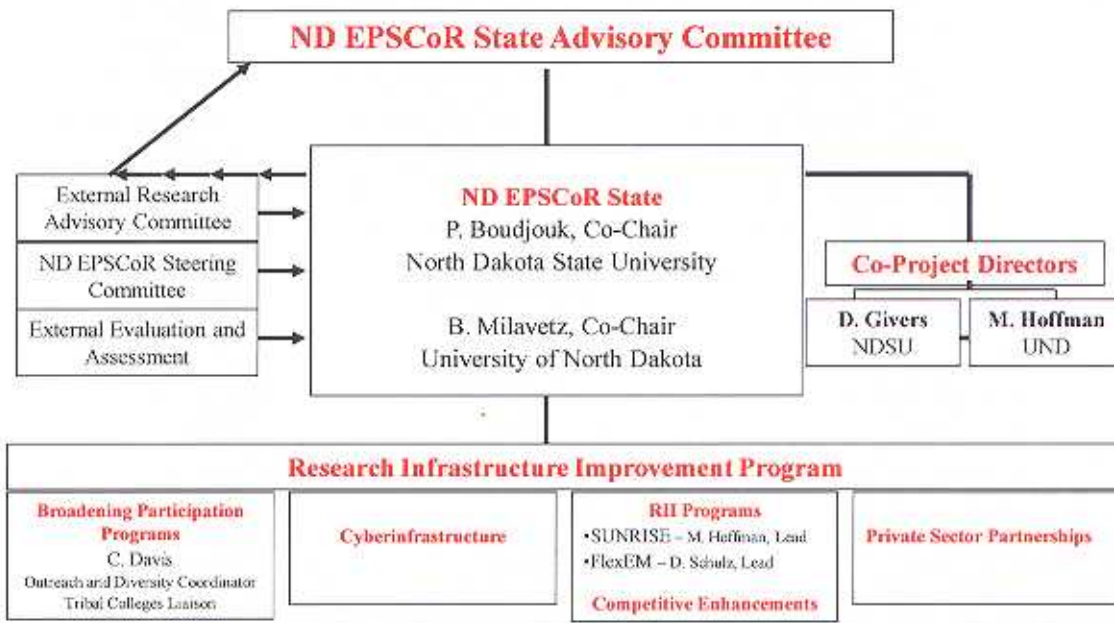 ND EPSCoR State Advisory Committee
External Research
Advisory Committee
ND EPSCoR Steering
Committee
External Evaluation and
Assessment
ND EPSCoR State
P. Boudjouk, Co-Chair
North Dakota State University
B. Milavetz, Co-Chair
University of North Dakota
Co-Project Directors
D. Givers
NDSU
M. Hoffman
UND
Research Infrastructure Improvement Program
Broadening Participation
Programs
C. Davis
Outreach and Diversity Coordinator
Tribal Colleges Liaison
Cyberinfrastructure
RII Programs
•SUNRISE – M. Hoffman, Lead
•FlexEM – D. Schulz, Lead
Competitive Enhancements
Private Sector Partnerships